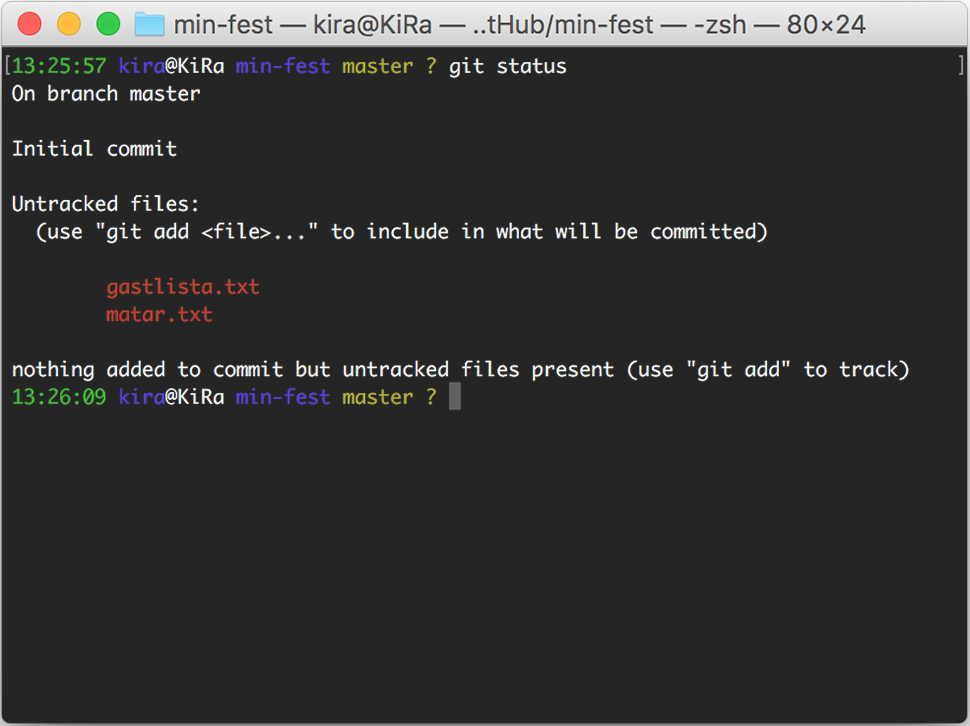 min-fest — kira@KiRa — ..tHub/min-fest — -zsh — 80×24
[13:25:57 kira@KiRa min-fest master ? git status ]
On branch master
Initial commit
Untracked files:
(use "git add <file>..." to include in what will be committed)
gastlista.txt
matar.txt
nothing added to commit but untracked files present (use "git add" to track)
13:26:09 kira@KiRa min-fest master ?